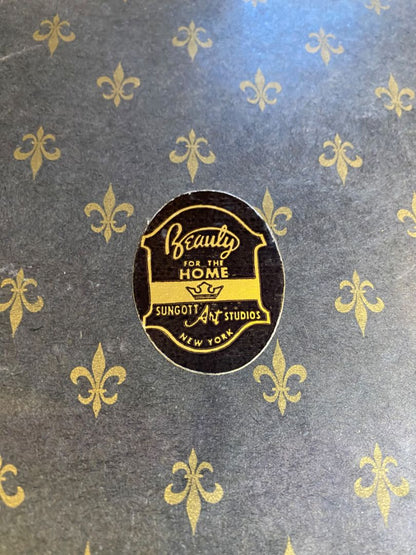 Beauty
FOR THE
HOME
SUNGOTT Art STUDIOS
NEW YORK